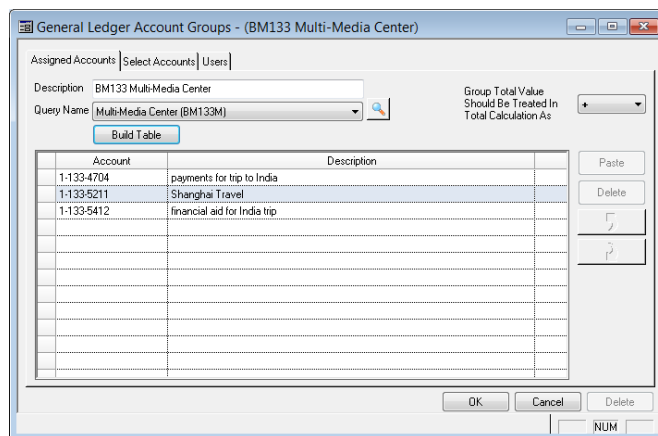 General Ledger Account Groups - (BM133 Multi-Media Center)
Assigned Accounts Select Accounts Users
Description BM133 Multi-Media Center
Query Name Multi-Media Center (BM133M)
Build Table
Group Total Value
Should Be Treated In
Total Calculation As
+
Account Description
1-133-4704 payments for trip to India
1-133-5211 Shanghai Travel
1-133-5412 financial aid for India trip
Paste
Delete
OK Cancel Delete
NUM